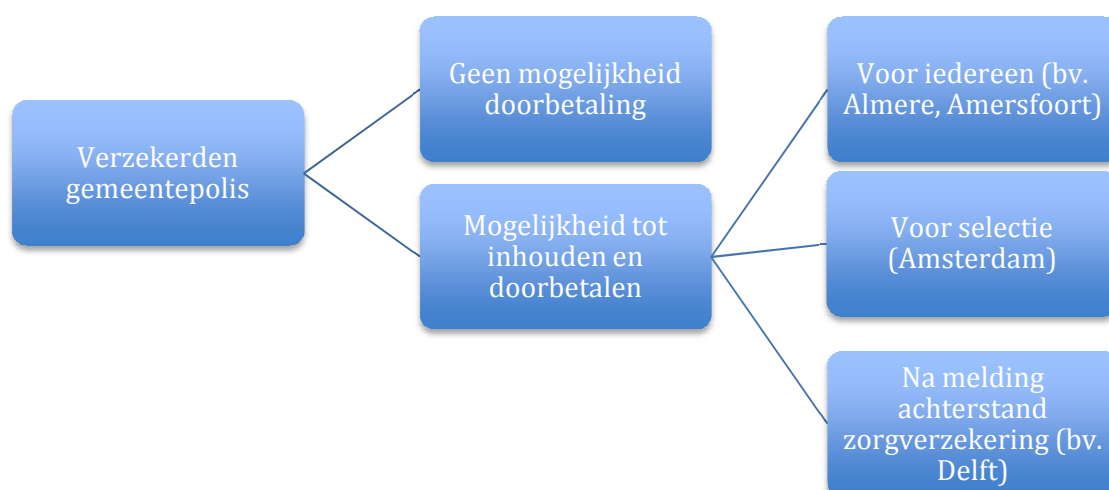 Verzekerden
gemeentepolis
Geen mogelijkheid
doorbetaling
Mogelijkheid tot
inhouden en
doorbetalen
Voor iedereen (bv.
Almere, Amersfoort)
Voor selectie
(Amsterdam)
Na melding
achterstand
zorgverzekering (bv.
Delft)